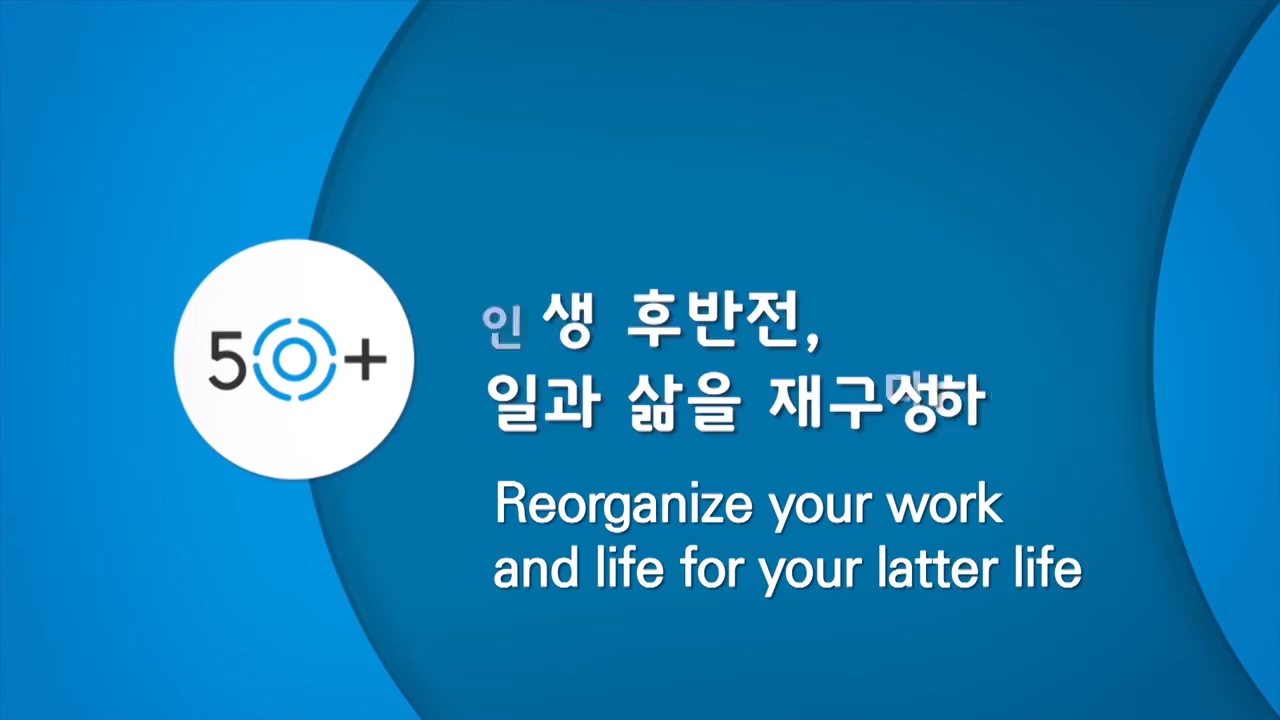 50+
인생 후반전,
일과 삶을 재구성하
Reorganize your work
and life for your latter life